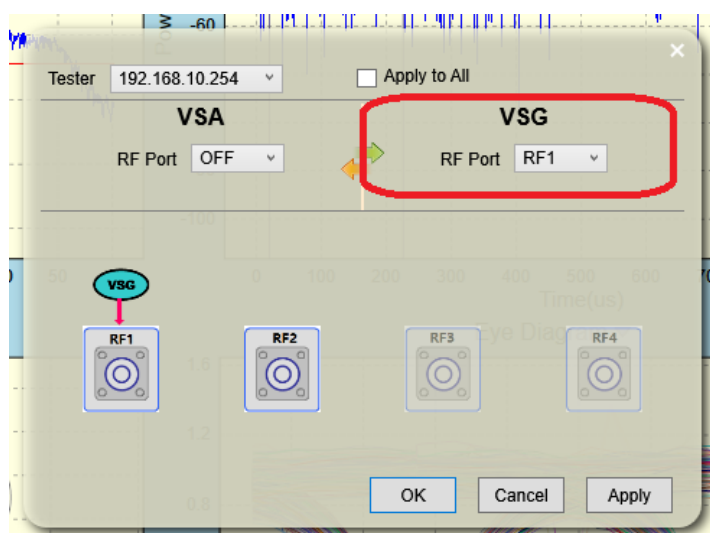 Pow
-60
×
Tester 192.168.10.254 Apply to All
VSA VSG
RF Port OFF RF Port RF1
-100
50 0 100 200 300 400 500 600
VSG
Time(us)
RF1 RF2 RF3 RF4
Eye Diag
1.6
1.2
OK Cancel Apply
0.8